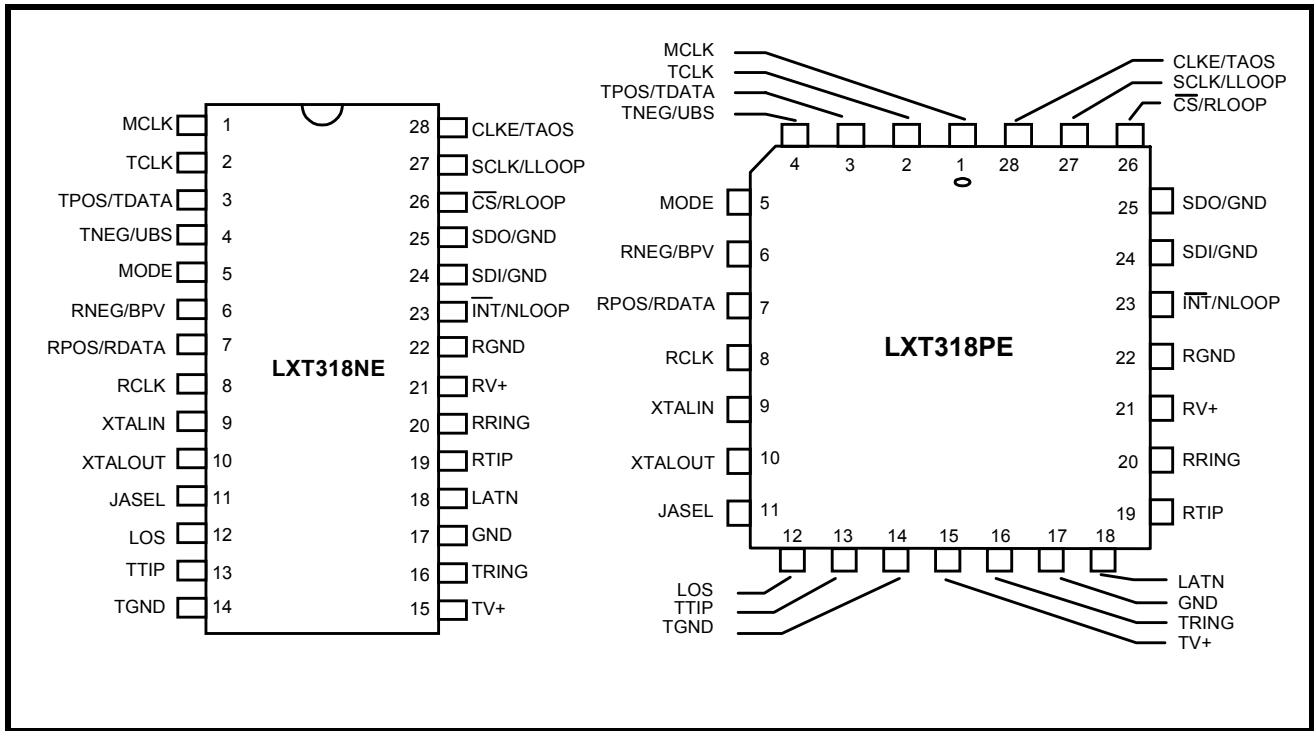 MCLK 1 28 CLKE/TAOS
TCLK 2 27 SCLK/LLOOP
TPOS/TDATA 3 26 C̅S̅/RLOOP
TNEG/UBS 4 25 SDO/GND
MODE 5 24 SDI/GND
RNEG/BPV 6 23 I̅N̅T̅/NLOOP
RPOS/RDATA 7 22 RGND
LXT318NE
RCLK 8 21 RV+
XTALIN 9 20 RRING
XTALOUT 10 19 RTIP
JASEL 11 18 LATN
LOS 12 17 GND
TTIP 13 16 TRING
TGND 14 15 TV+
MCLK
TCLK
TPOS/TDATA
TNEG/UBS
CLKE/TAOS
SCLK/LLOOP
C̅S̅/RLOOP
4 3 2 1 28 27 26
MODE 5 25 SDO/GND
RNEG/BPV 6 24 SDI/GND
RPOS/RDATA 7 23 I̅N̅T̅/NLOOP
LXT318PE
RCLK 8 22 RGND
XTALIN 9 21 RV+
XTALOUT 10 20 RRING
JASEL 11 19 RTIP
12 13 14 15 16 17 18
LOS
TTIP
TGND
LATN
GND
TRING
TV+